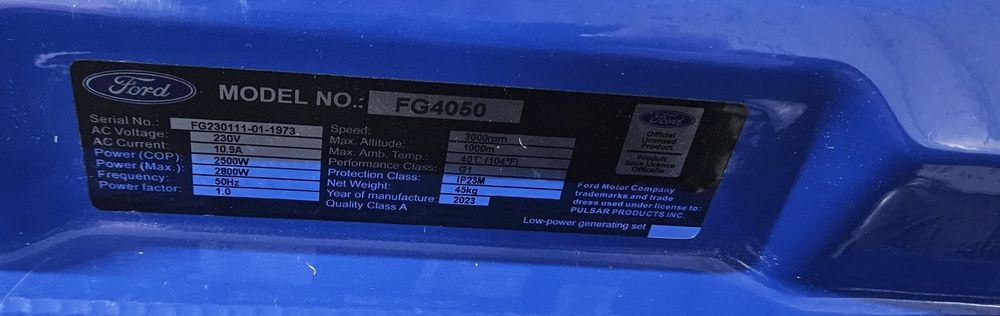 Ford
MODEL NO.: FG4050
Serial No.: FG230111-01-1973
AC Voltage: 230V
AC Current: 10.9A
Power (COP): 2500W
Power (Max.): 2800W
Frequency: 50Hz
Power factor: 1.0
Speed: 3000rpm
Max. Altitude: 1000m
Max. Amb. Temp.: 40℃ (104°F)
Performance Class: G1
Protection Class: IP23M
Net Weight: 45kg
Year of manufacture: 2023
Quality Class A
Ford
Official
Licensed
Product
Produit
Sous Licence
Officielle
Ford Motor Company
trademarks and trade
dress used under license to:
PULSAR PRODUCTS INC.
Low-power generating set